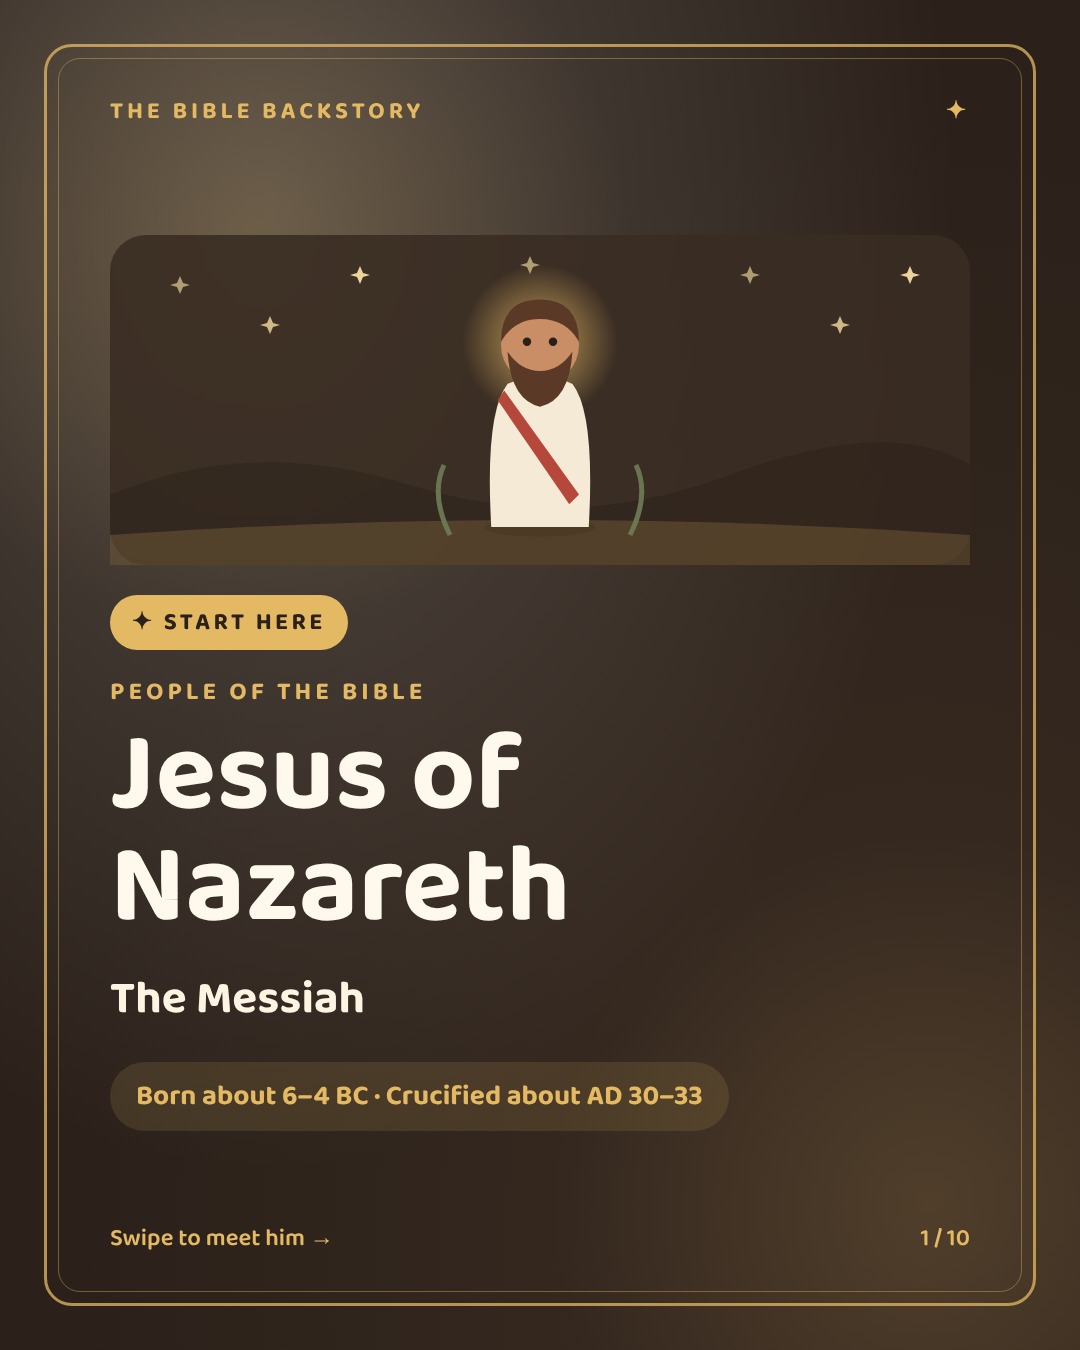 THE BIBLE BACKSTORY
✦ START HERE
PEOPLE OF THE BIBLE
Jesus of
Nazareth
The Messiah
Born about 6–4 BC · Crucified about AD 30–33
Swipe to meet him →
1 / 10